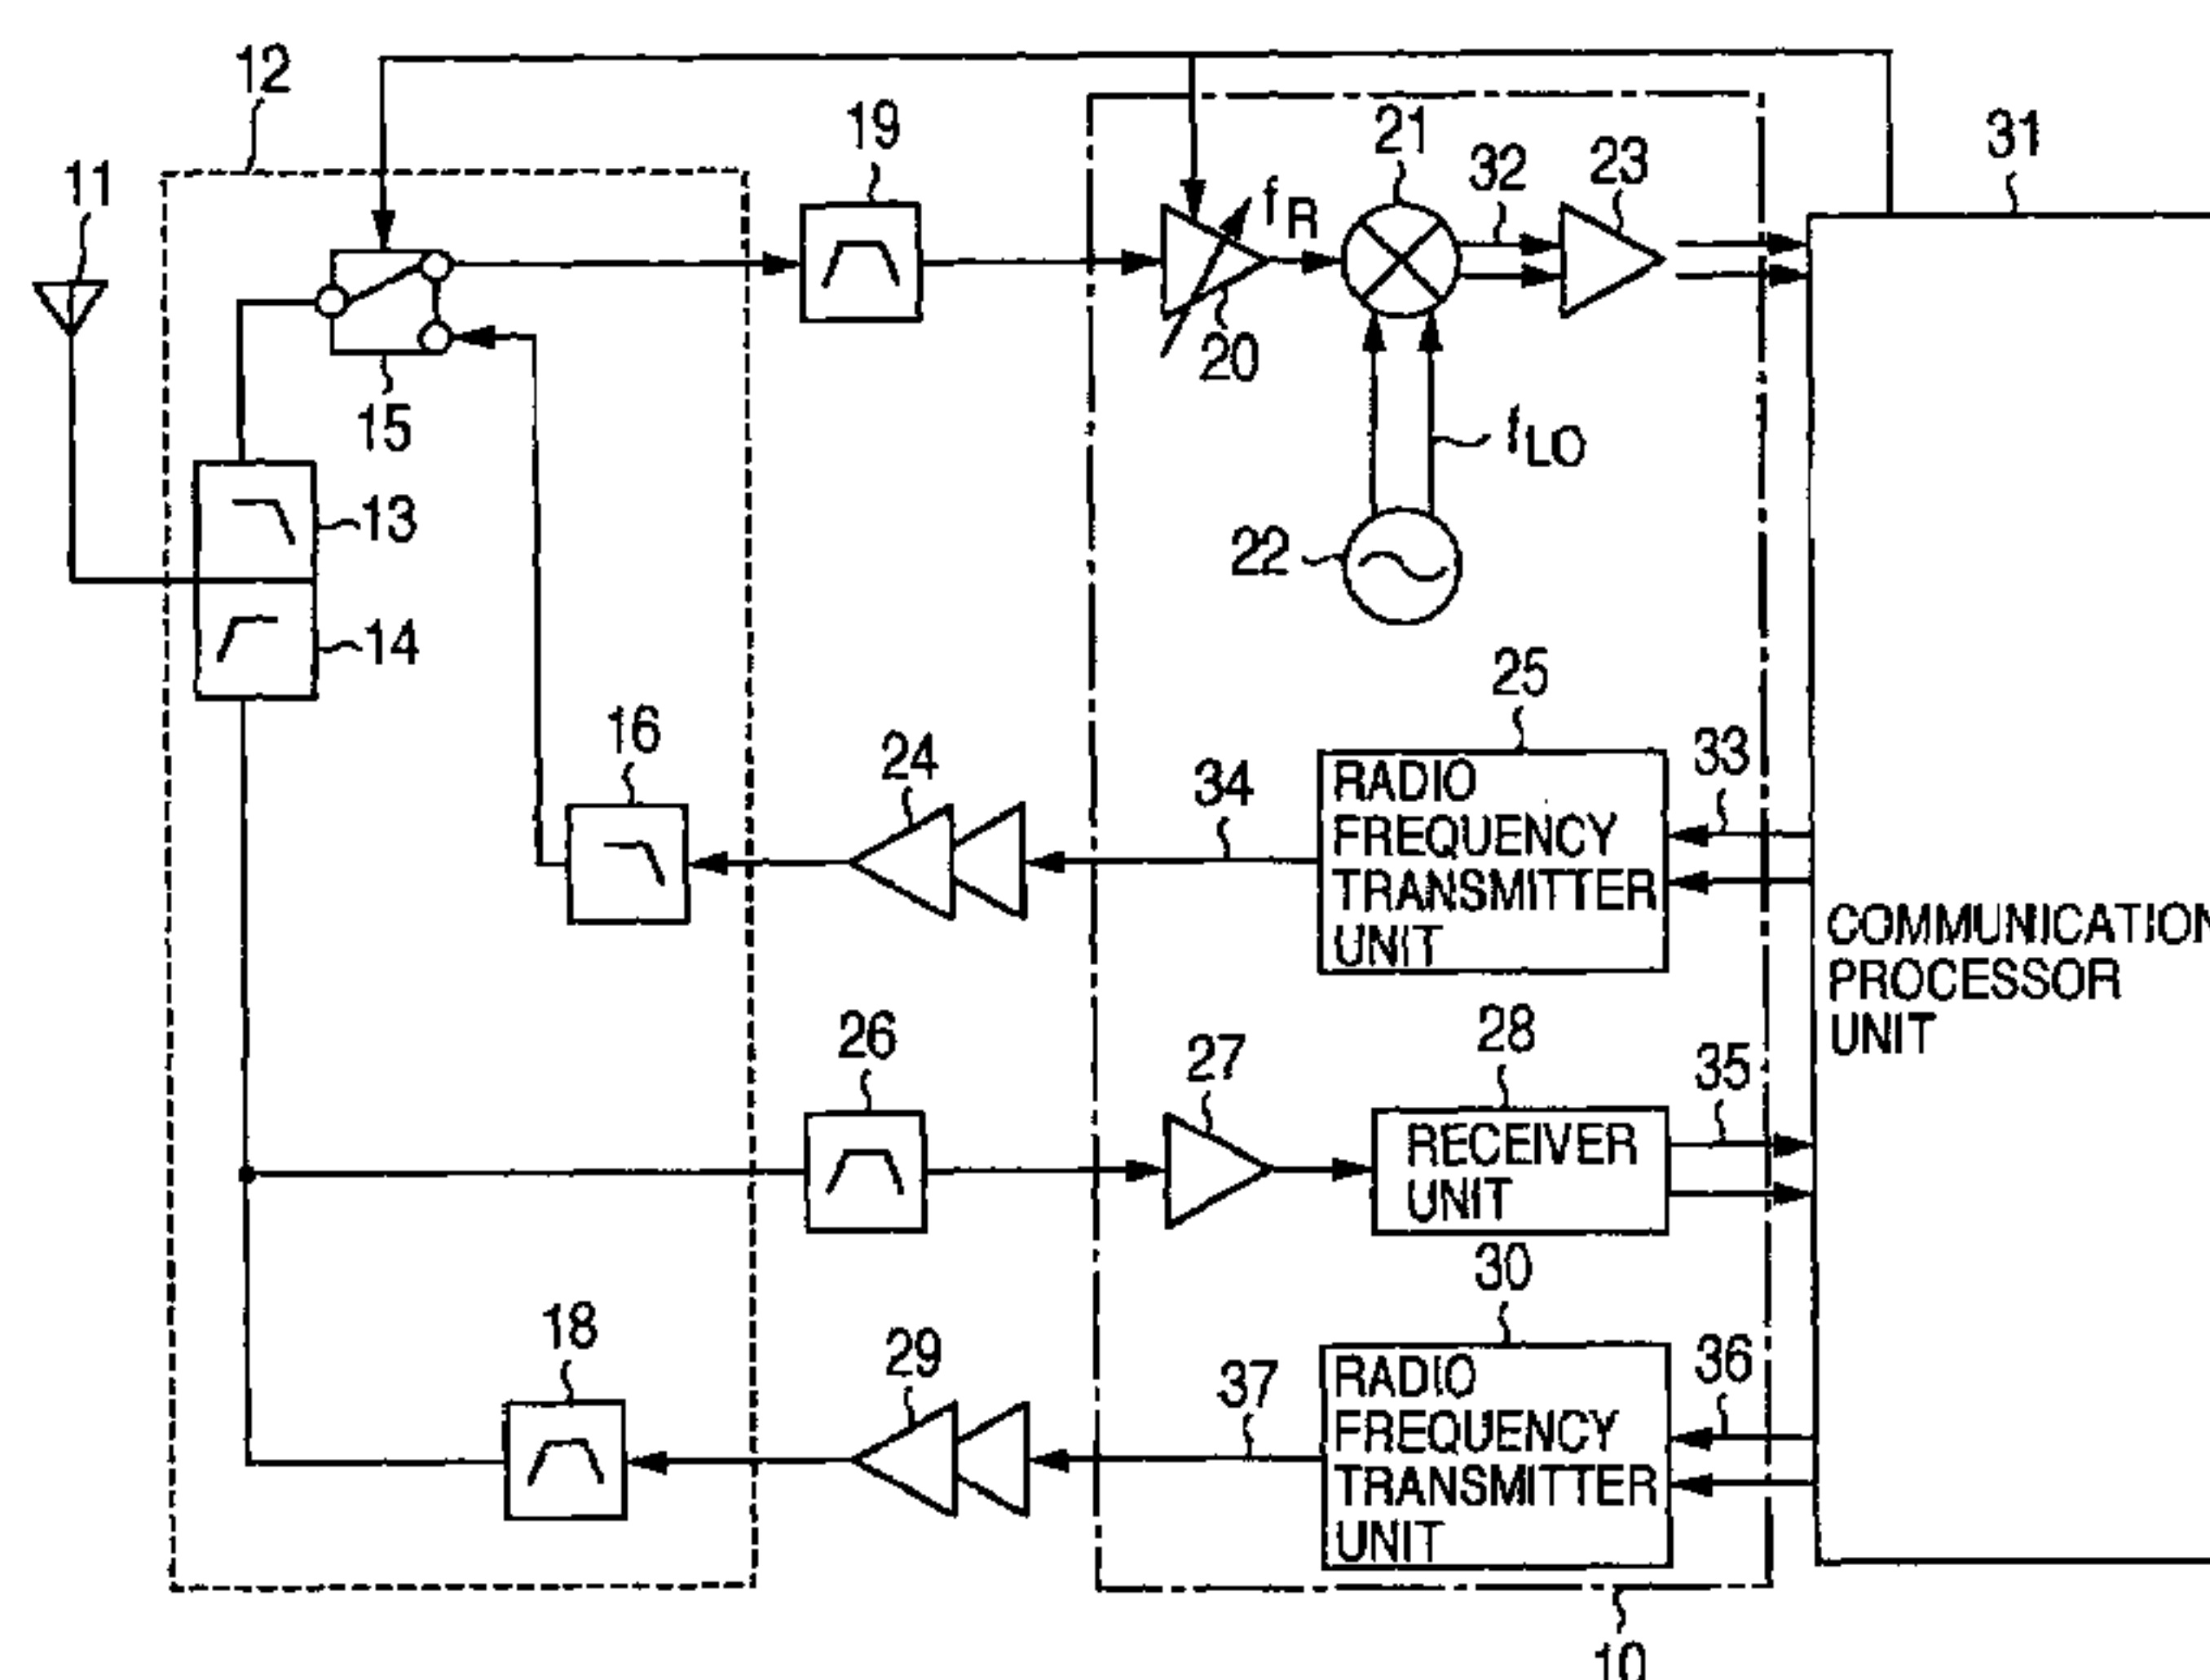 12
19
21
32
23
31
11
fR
20
15
fLO
22
13
14
25
16
24
34
33
RADIO
FREQUENCY
TRANSMITTER
UNIT
COMMUNICATION
PROCESSOR
UNIT
26
27
28
35
RECEIVER
UNIT
30
18
29
37
36
RADIO
FREQUENCY
TRANSMITTER
UNIT
10